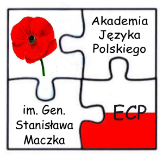 Akademia
Języka
Polskiego
im. Gen.
Stanisława
Maczka
ECP